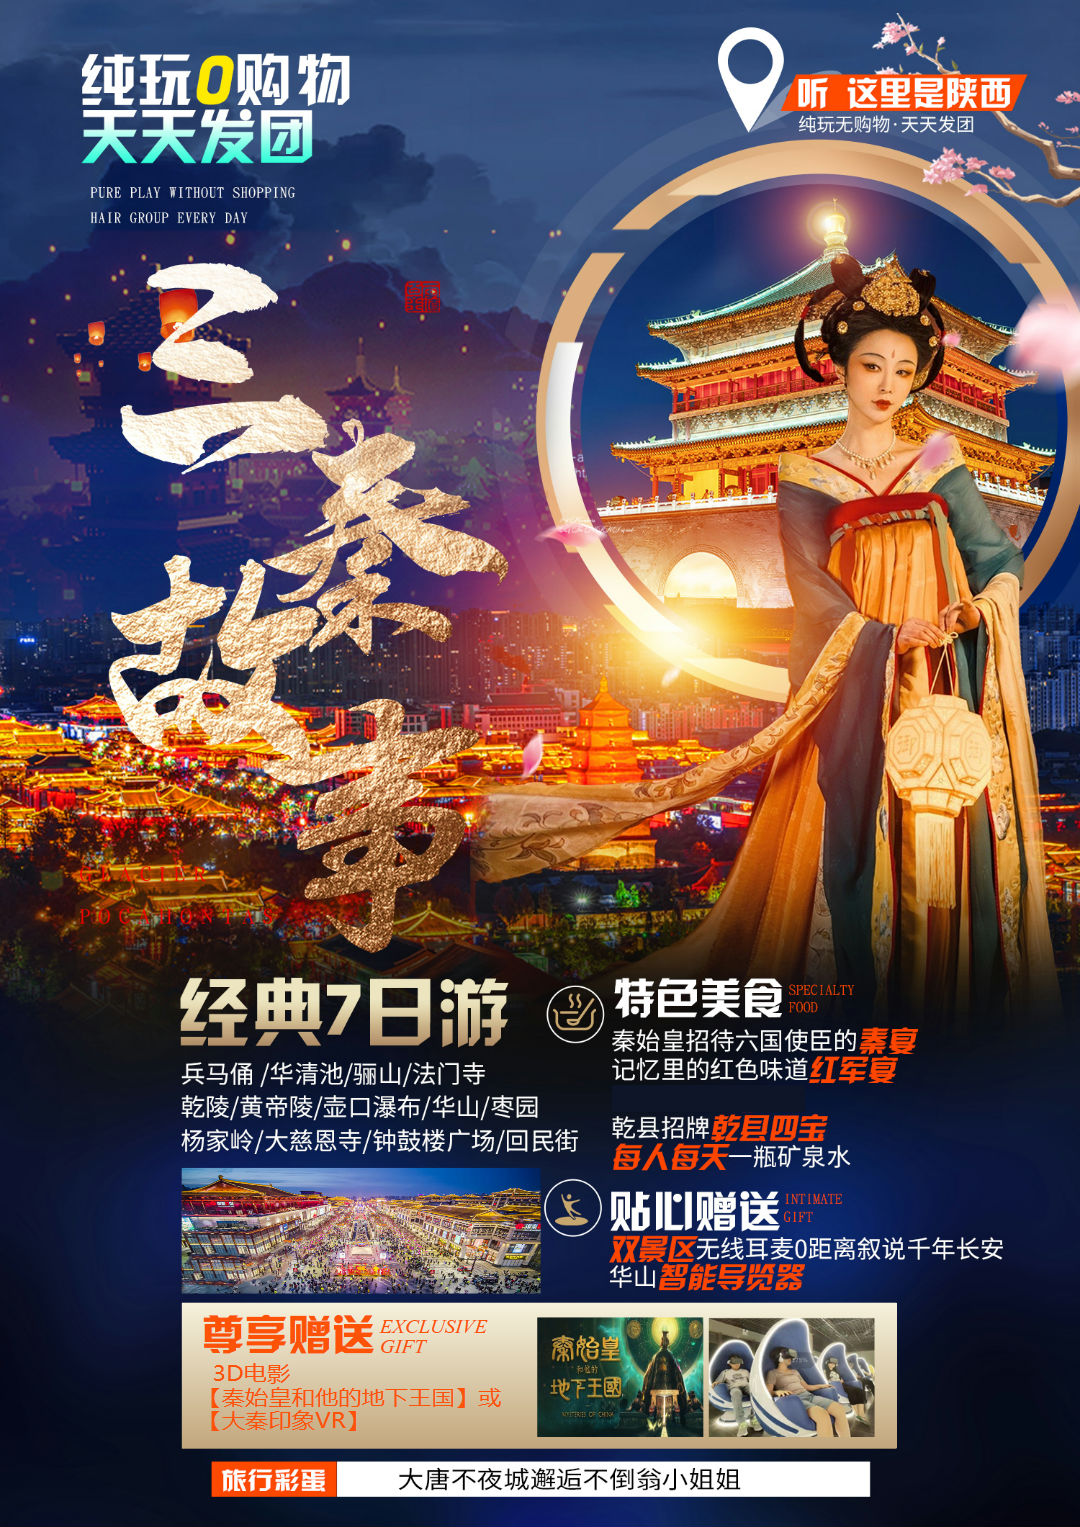 纯玩0购物
天天发团
PURE PLAY WITHOUT SHOPPING
HAIR GROUP EVERY DAY
听 这里是陕西
纯玩无购物·天天发团
三秦故事
GLACIER
POCAHONTAS
经典7日游
兵马俑 /华清池/骊山/法门寺
乾陵/黄帝陵/壶口瀑布/华山/枣园
杨家岭/大慈恩寺/钟鼓楼广场/回民街
特色美食 SPECIALTY FOOD
秦始皇招待六国使臣的秦宴
记忆里的红色味道红军宴
乾县招牌乾县四宝
每人每天一瓶矿泉水
贴心赠送 INTIMATE GIFT
双景区无线耳麦0距离叙说千年长安
华山智能导览器
尊享赠送 EXCLUSIVE GIFT
3D电影
【秦始皇和他的地下王国】或
【大秦印象VR】
秦始皇
和他的
地下王國
MYSTERIES OF CHINA
旅行彩蛋 大唐不夜城邂逅不倒翁小姐姐